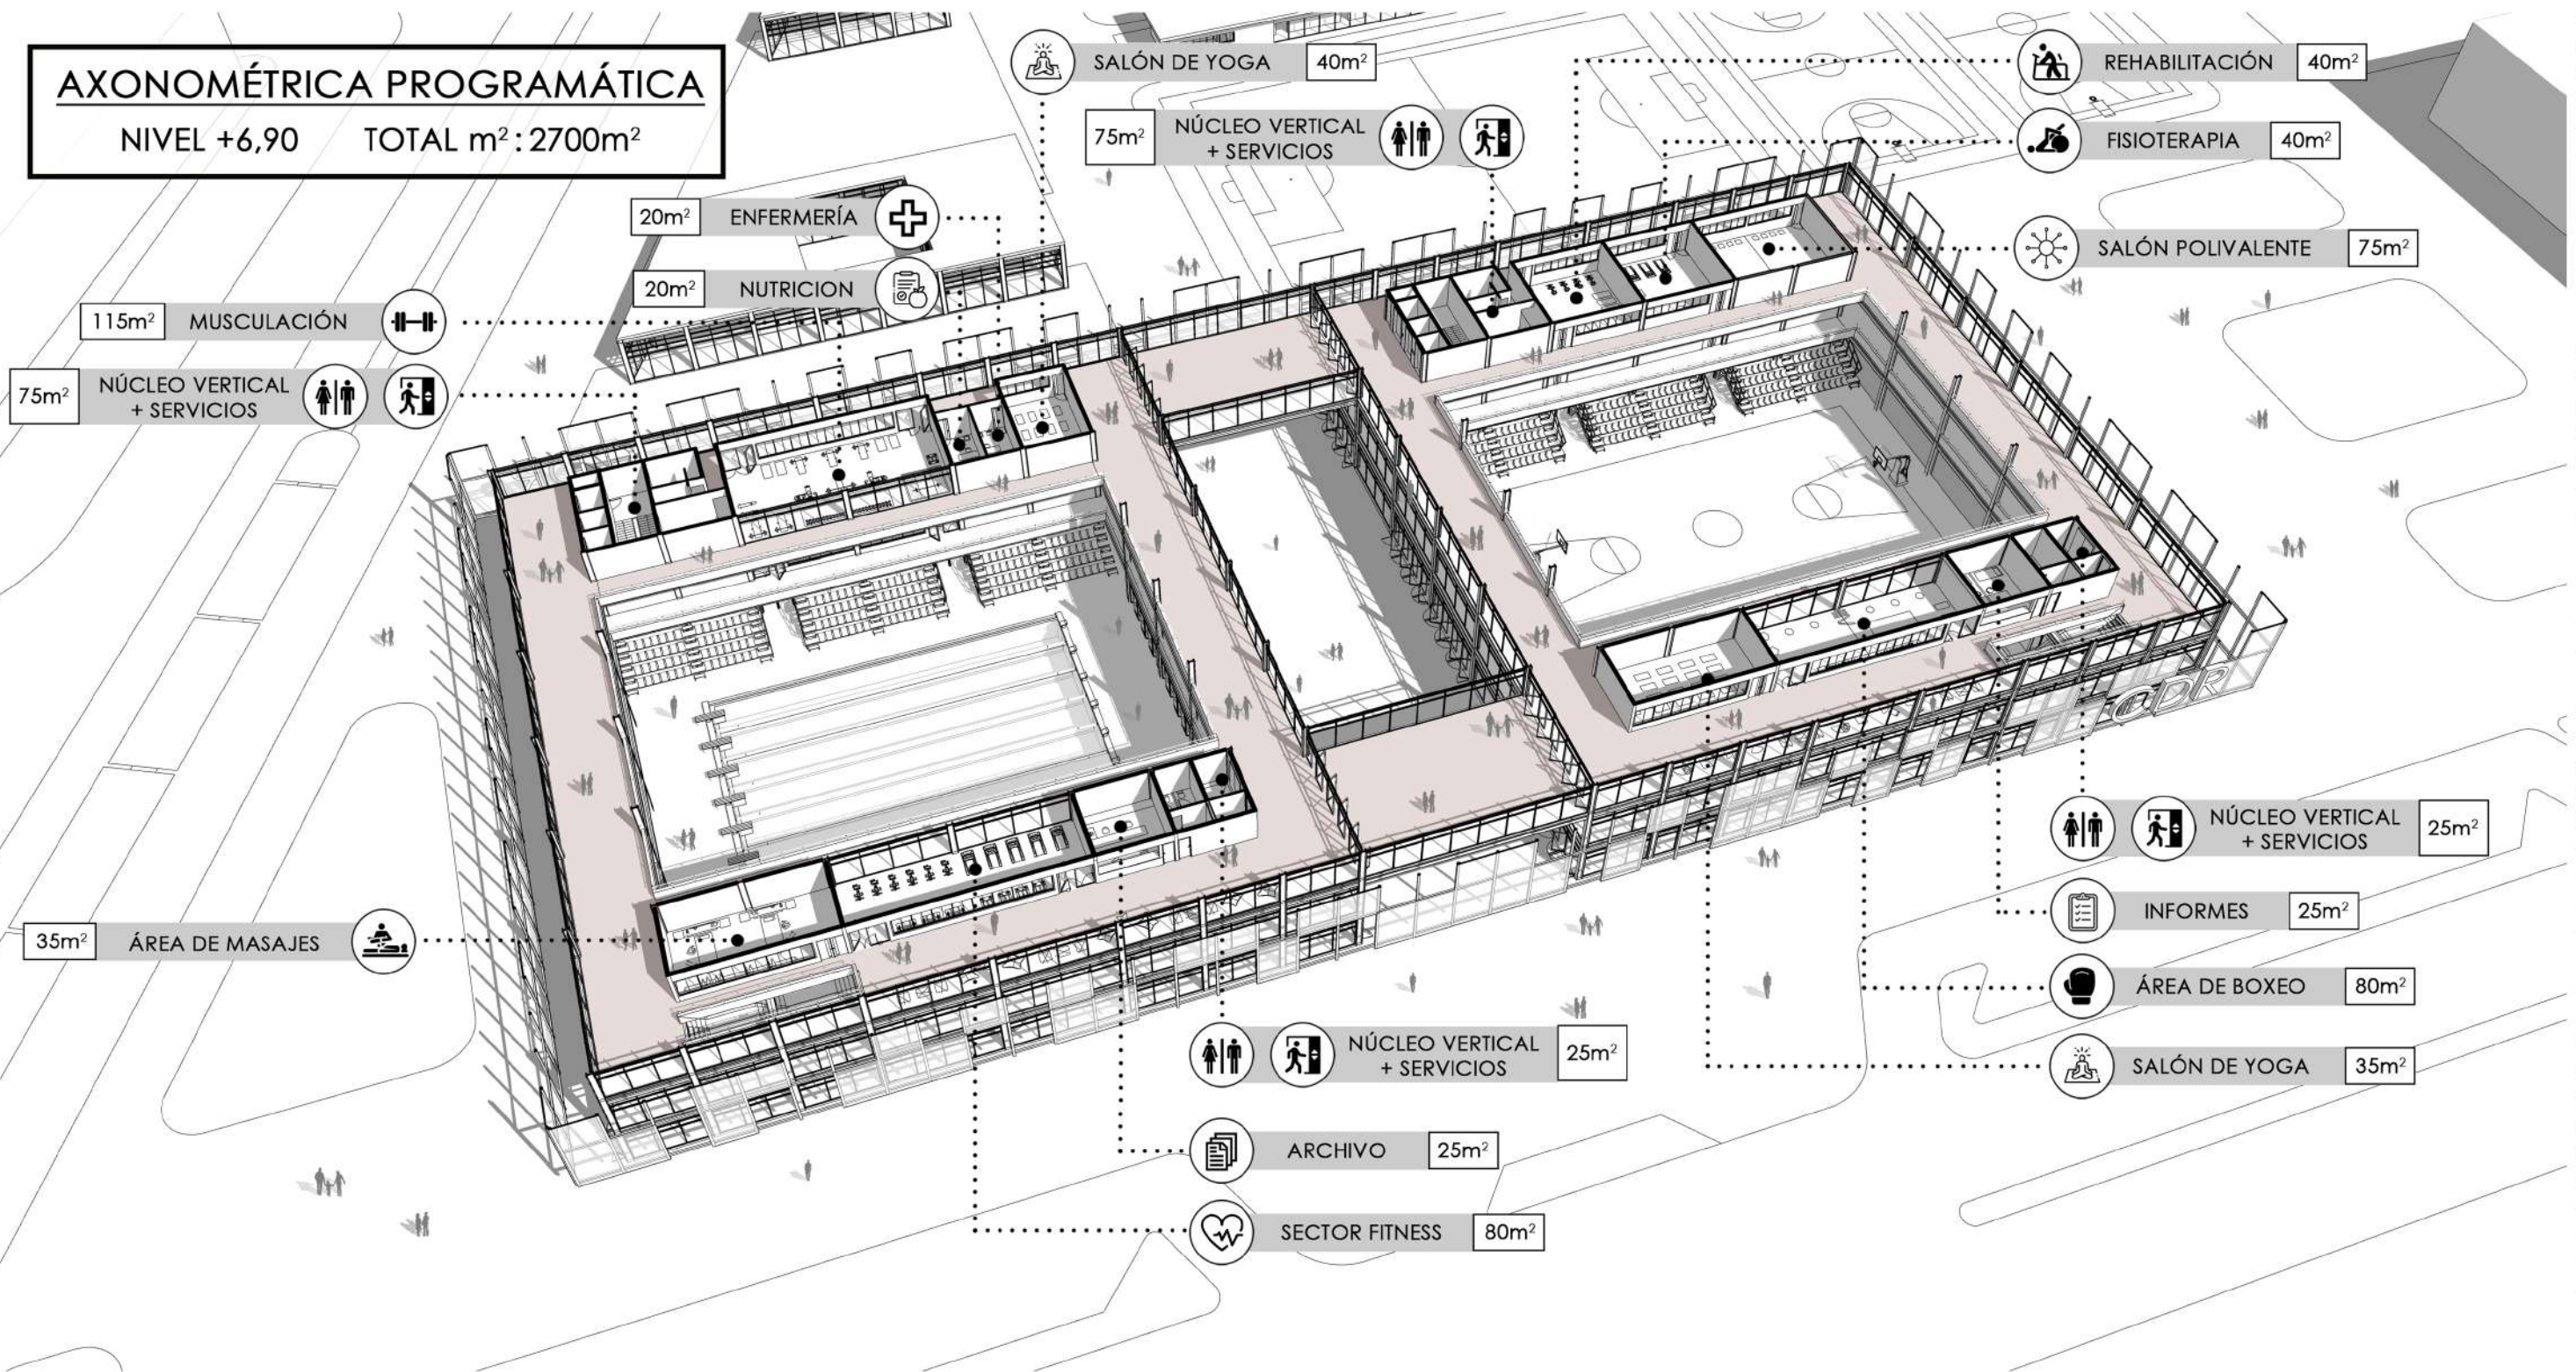 AXONOMÉTRICA PROGRAMÁTICA
NIVEL +6,90 TOTAL m²: 2700m²
SALÓN DE YOGA 40m²
75m² NÚCLEO VERTICAL
+ SERVICIOS
REHABILITACIÓN 40m²
FISIOTERAPIA 40m²
SALÓN POLIVALENTE 75m²
20m² ENFERMERÍA
20m² NUTRICION
115m² MUSCULACIÓN
75m² NÚCLEO VERTICAL
+ SERVICIOS
CDR
35m² ÁREA DE MASAJES
NÚCLEO VERTICAL
+ SERVICIOS 25m²
INFORMES 25m²
ÁREA DE BOXEO 80m²
SALÓN DE YOGA 35m²
NÚCLEO VERTICAL
+ SERVICIOS 25m²
ARCHIVO 25m²
SECTOR FITNESS 80m²